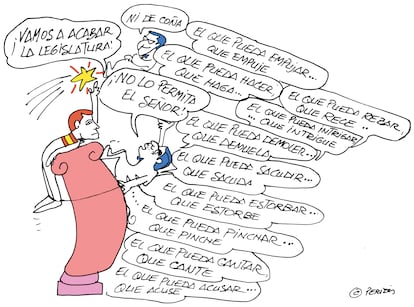 ¡VAMOS A ACABAR
LA LEGISLATURA!
NI DE COÑA
EL QUE PUEDA EMPUJAR...
QUE EMPUJE
EL QUE PUEDA HACER,
QUE HAGA...
EL QUE PUEDA REZAR,
QUE RECE...
EL QUE PUEDA INTRIGAR,
QUE INTRIGUE
¡NO LO PERMITA
EL SEÑOR!
EL QUE PUEDA DEMOLER...
QUE DEMUELA
EL QUE PUEDA SACUDIR...
QUE SACUDA
EL QUE PUEDA ESTORBAR...
QUE ESTORBE
EL QUE PUEDA PINCHAR...
QUE PINCHE
EL QUE PUEDA CANTAR,
QUE CANTE
EL QUE PUEDA ACUSAR...
QUE ACUSE
© PERIDIS